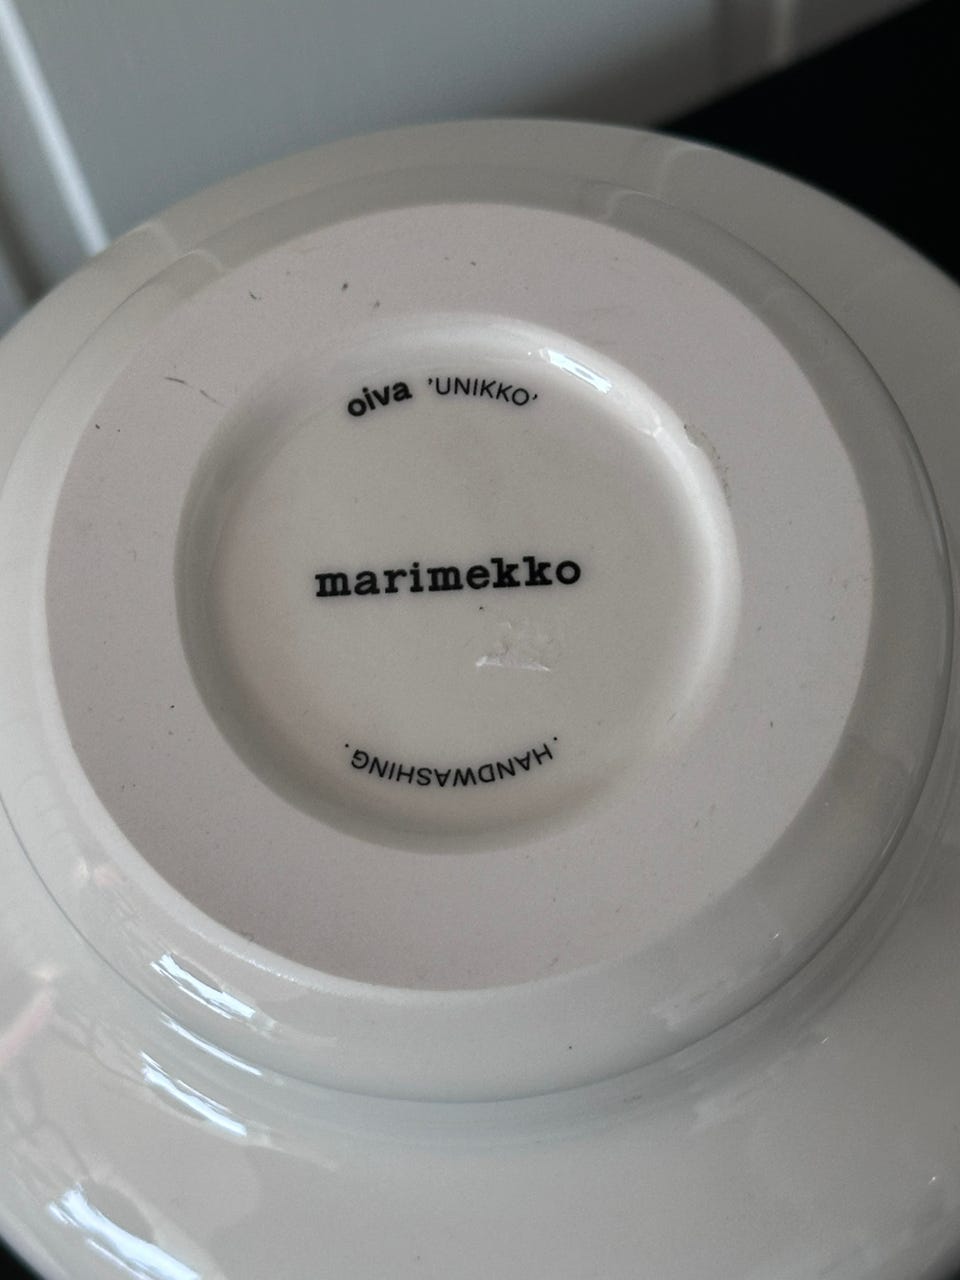 oiva 'UNIKKO'
marimekko
. HANDWASHING .